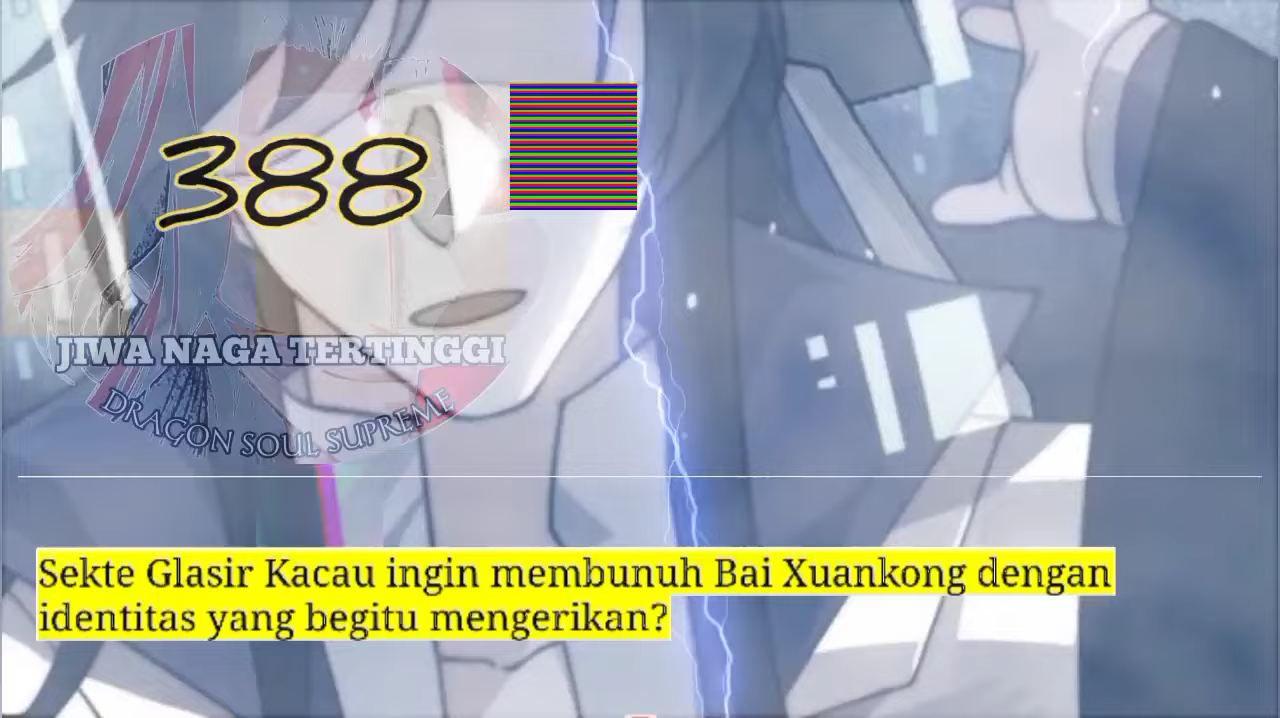 388
JIWA NAGA TERTINGGI
DRAGON SOUL SUPREME
Sekte Glasir Kacau ingin membunuh Bai Xuankong dengan
identitas yang begitu mengerikan?